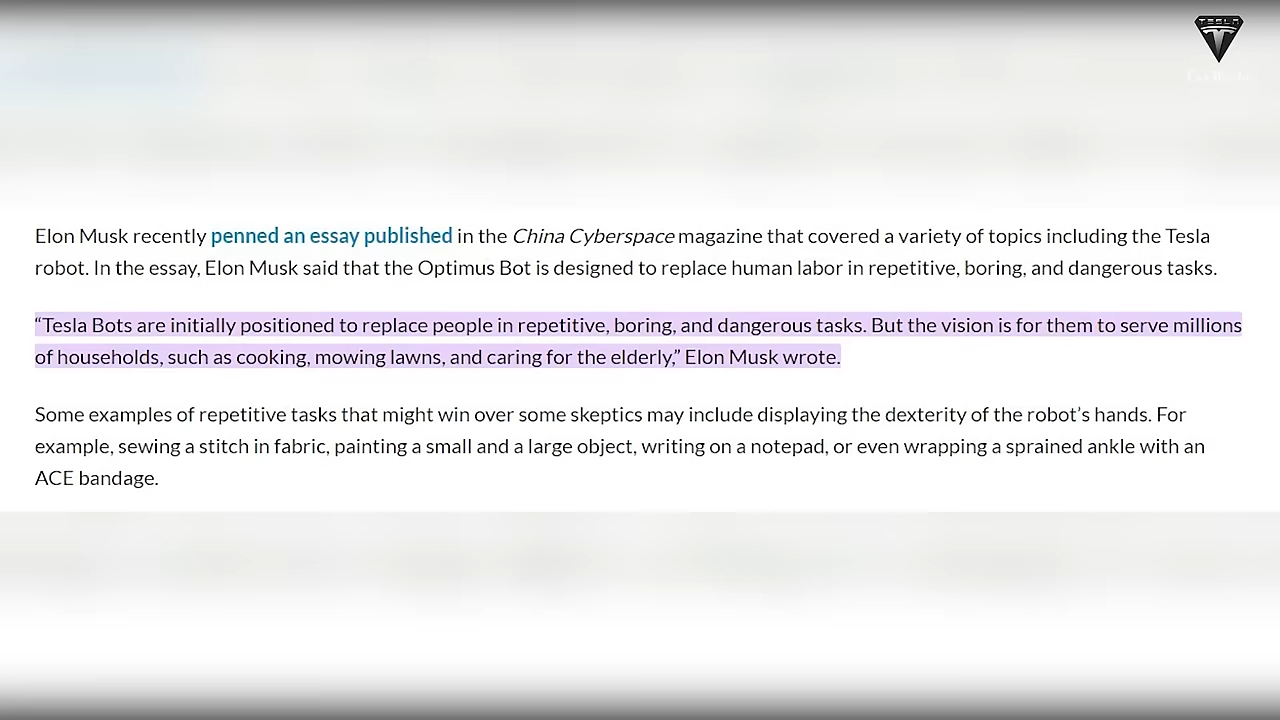 TESLA
Elon Musk recently penned an essay published in the China Cyberspace magazine that covered a variety of topics including the Tesla
robot. In the essay, Elon Musk said that the Optimus Bot is designed to replace human labor in repetitive, boring, and dangerous tasks.
“Tesla Bots are initially positioned to replace people in repetitive, boring, and dangerous tasks. But the vision is for them to serve millions
of households, such as cooking, mowing lawns, and caring for the elderly,” Elon Musk wrote.
Some examples of repetitive tasks that might win over some skeptics may include displaying the dexterity of the robot’s hands. For
example, sewing a stitch in fabric, painting a small and a large object, writing on a notepad, or even wrapping a sprained ankle with an
ACE bandage.